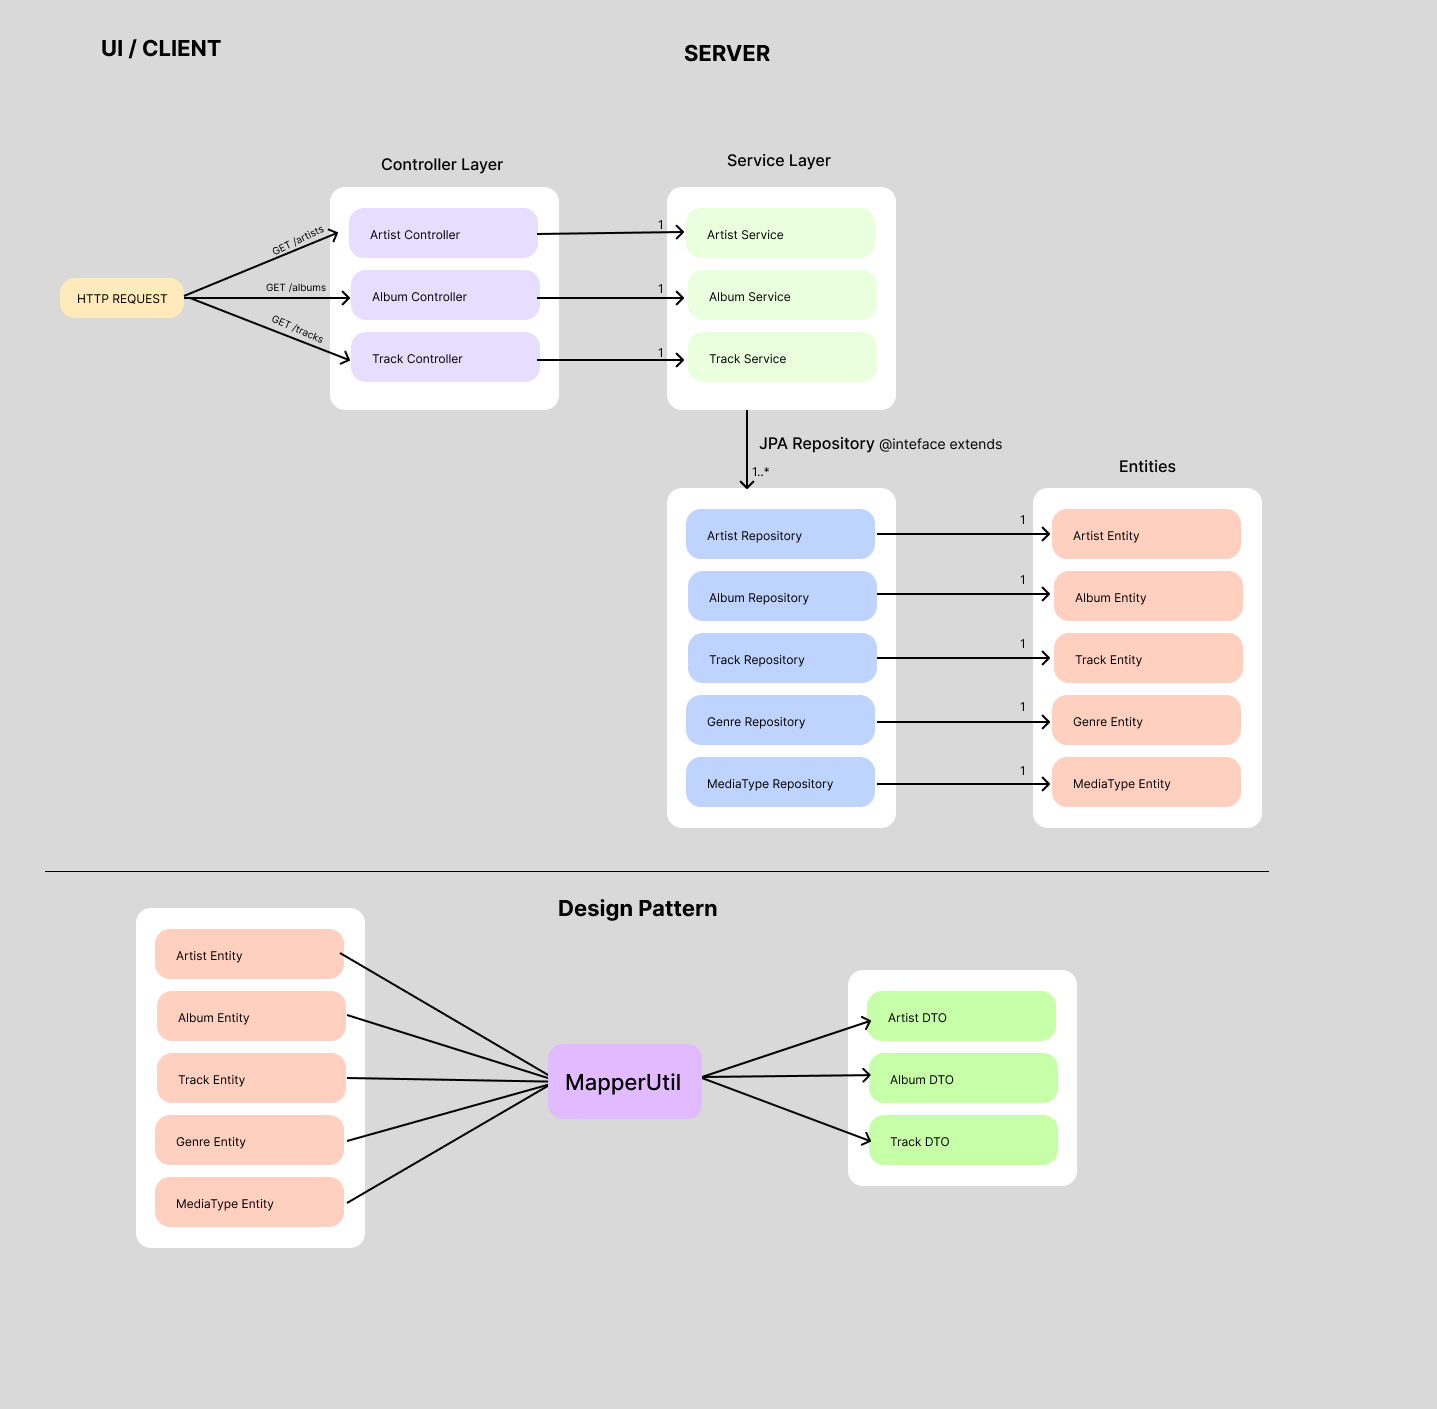 UI / CLIENT
SERVER
Controller Layer
Service Layer
HTTP REQUEST
GET /artists
GET /albums
GET /tracks
Artist Controller
Album Controller
Track Controller
1
1
1
Artist Service
Album Service
Track Service
JPA Repository @inteface extends
1..*
Entities
Artist Repository
Album Repository
Track Repository
Genre Repository
MediaType Repository
1
1
1
1
1
Artist Entity
Album Entity
Track Entity
Genre Entity
MediaType Entity
Design Pattern
Artist Entity
Album Entity
Track Entity
Genre Entity
MediaType Entity
MapperUtil
Artist DTO
Album DTO
Track DTO